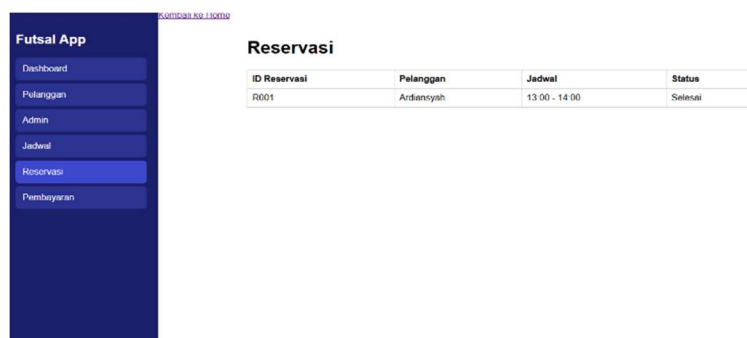 Kembali ke Home
Futsal App
Dashboard
Pelanggan
Admin
Jadwal
Reservasi
Pembayaran
Reservasi
ID Reservasi Pelanggan Jadwal Status
R001 Ardiansyah 13:00 - 14:00 Selesai